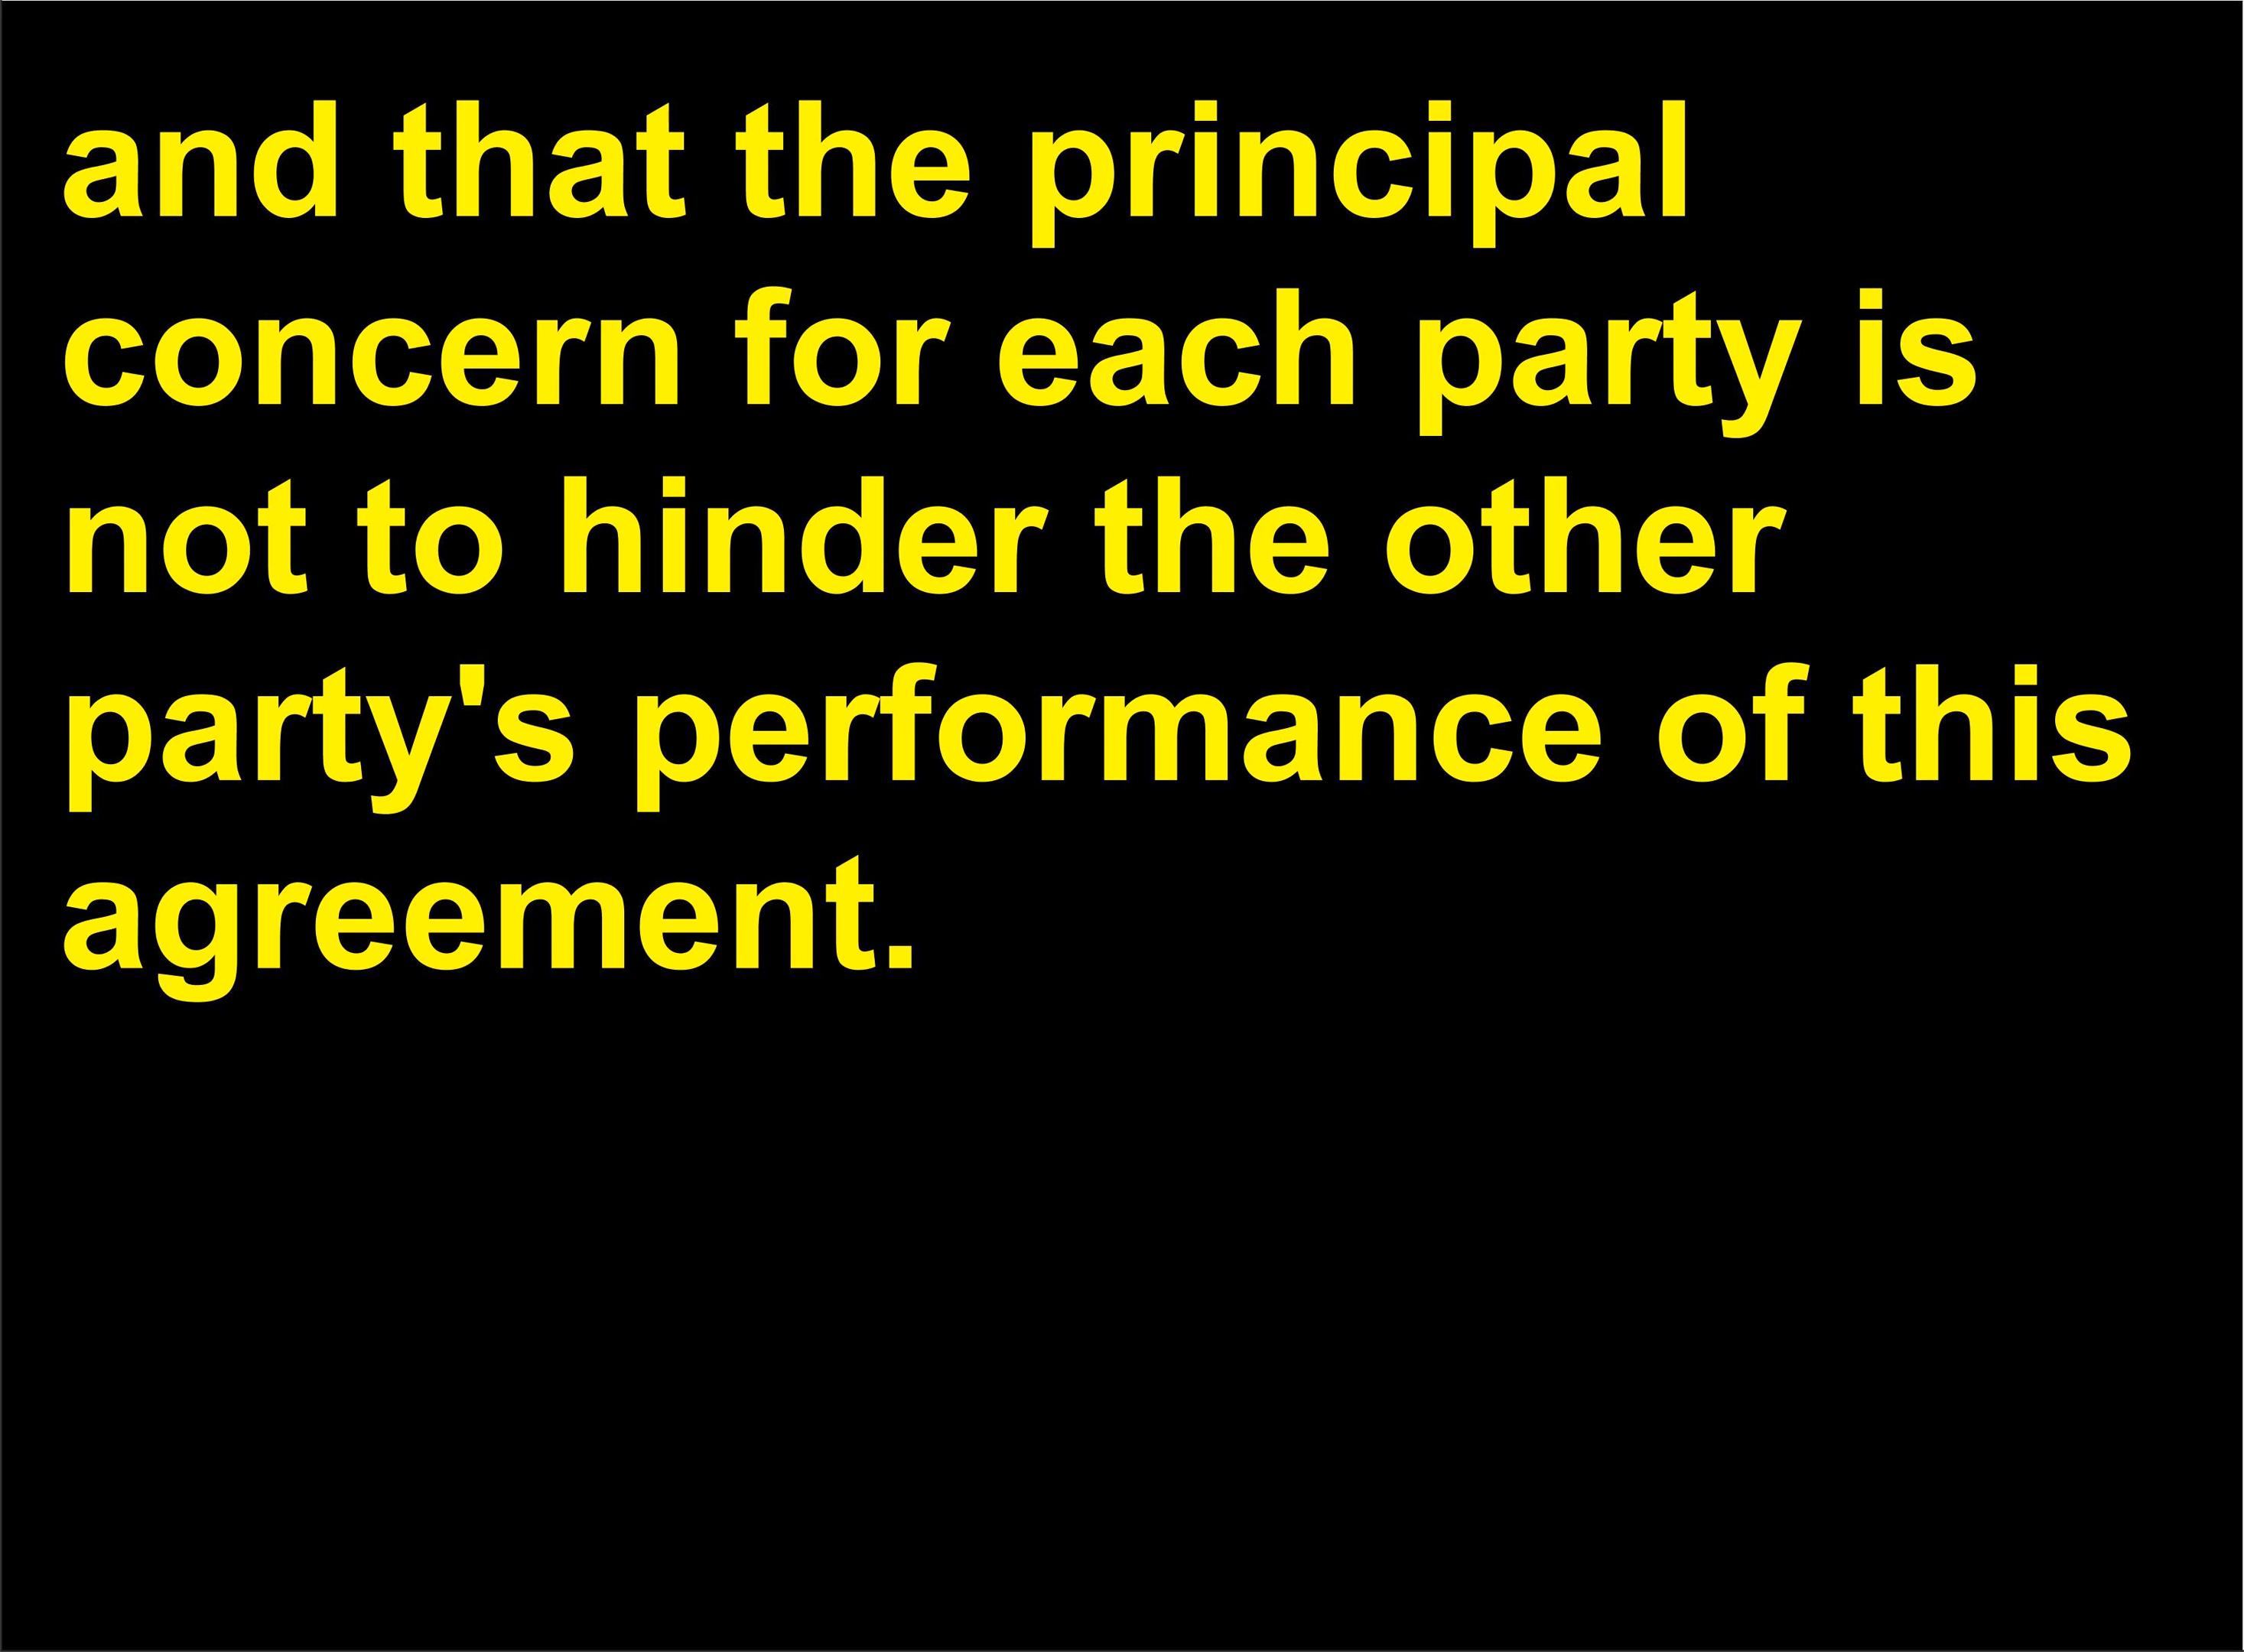 and that the principal
concern for each party is
not to hinder the other
party's performance of this
agreement.